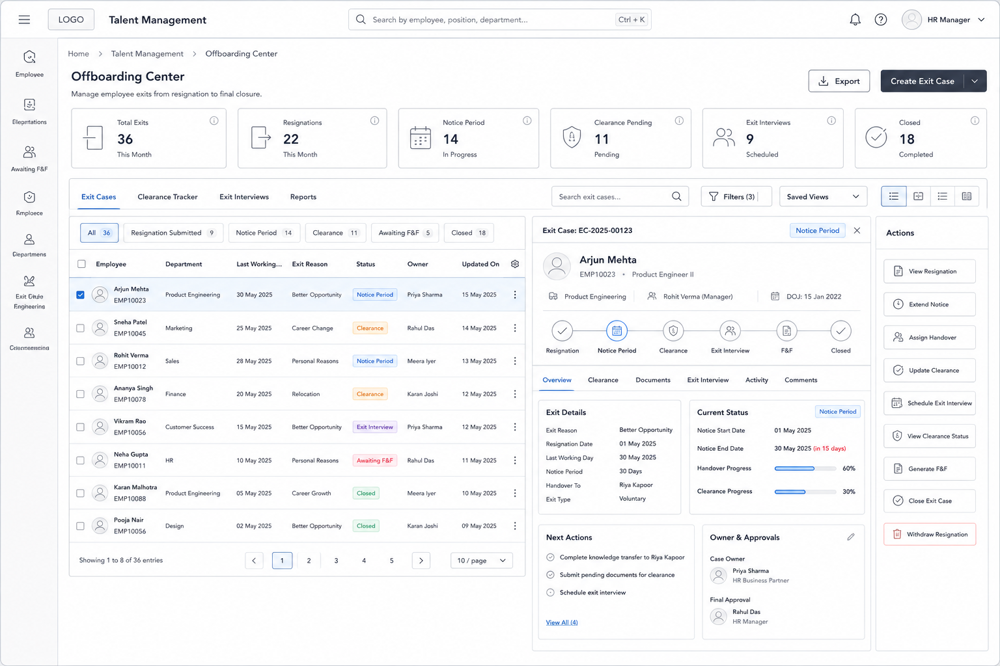 LOGO
Talent Management
Search by employee, position, department...
Ctrl + K
HR Manager
Employee
Awaiting F&F
Home > Talent Management > Offboarding Center
Offboarding Center
Manage employee exits from resignation to final closure.
Export
Create Exit Case
Total Exits
36
This Month
Resignations
22
This Month
Notice Period
14
In Progress
Clearance Pending
11
Pending
Exit Interviews
9
Scheduled
Closed
18
Completed
Exit Cases
Clearance Tracker
Exit Interviews
Reports
Search exit cases...
Filters (3)
Saved Views
All 36
Resignation Submitted 9
Notice Period 14
Clearance 11
Awaiting F&F 5
Closed 18
Employee Department Last Working... Exit Reason Status Owner Updated On
Arjun Mehta
EMP10023
Product Engineering 30 May 2025 Better Opportunity Notice Period Priya Sharma 15 May 2025
Sneha Patel
EMP10045
Marketing 25 May 2025 Career Change Clearance Rahul Das 14 May 2025
Rohit Verma
EMP10012
Sales 28 May 2025 Personal Reasons Notice Period Meera Iyer 13 May 2025
Ananya Singh
EMP10078
Finance 20 May 2025 Relocation Clearance Karan Joshi 12 May 2025
Vikram Rao
EMP10056
Customer Success 15 May 2025 Better Opportunity Exit Interview Priya Sharma 12 May 2025
Neha Gupta
EMP10011
HR 10 May 2025 Personal Reasons Awaiting F&F Rahul Das 11 May 2025
Karan Malhotra
EMP10088
Product Engineering 05 May 2025 Career Growth Closed Meera Iyer 10 May 2025
Pooja Nair
EMP10056
Design 02 May 2025 Better Opportunity Closed Karan Joshi 09 May 2025
Showing 1 to 8 of 36 entries
1 2 3 4 5
10 / page
Exit Case: EC-2025-00123
Notice Period
Arjun Mehta
EMP10023 • Product Engineer II
Product Engineering
Rohit Verma (Manager)
DOJ: 15 Jan 2022
Resignation
Notice Period
Clearance
Exit Interview
F&F
Closed
Overview
Clearance
Documents
Exit Interview
Activity
Comments
Exit Details
Exit Reason Better Opportunity
Resignation Date 01 May 2025
Last Working Day 30 May 2025
Notice Period 30 Days
Handover To Riya Kapoor
Exit Type Voluntary
Current Status
Notice Period
Notice Start Date 01 May 2025
Notice End Date 30 May 2025 (in 15 days)
Handover Progress 60%
Clearance Progress 30%
Next Actions
Complete knowledge transfer to Riya Kapoor
Submit pending documents for clearance
Schedule exit interview
View All (4)
Owner & Approvals
Case Owner
Priya Sharma
HR Business Partner
Final Approval
Rahul Das
HR Manager
Actions
View Resignation
Extend Notice
Assign Handover
Update Clearance
Schedule Exit Interview
View Clearance Status
Generate F&F
Close Exit Case
Withdraw Resignation